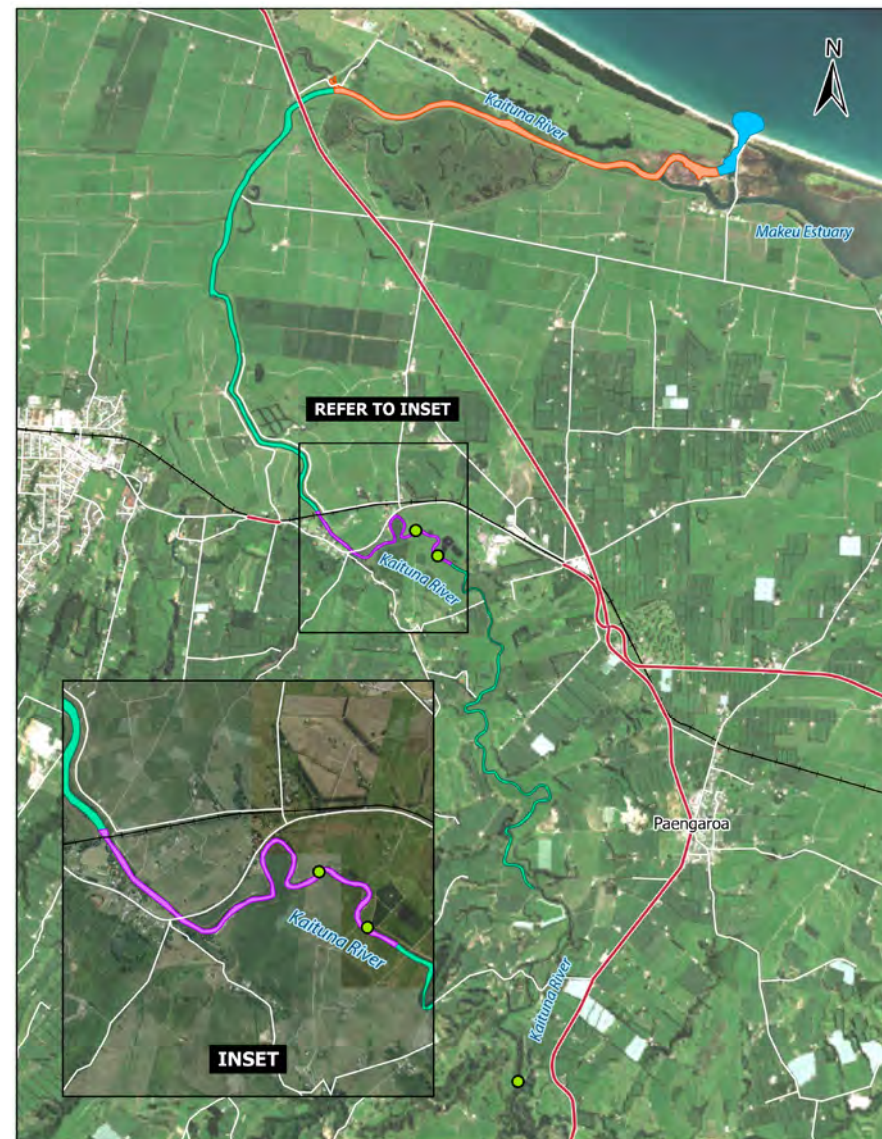 N
Kaituna River
Makeu Estuary
REFER TO INSET
Kaituna River
Paengaroa
Kaituna River
INSET
Kaituna River